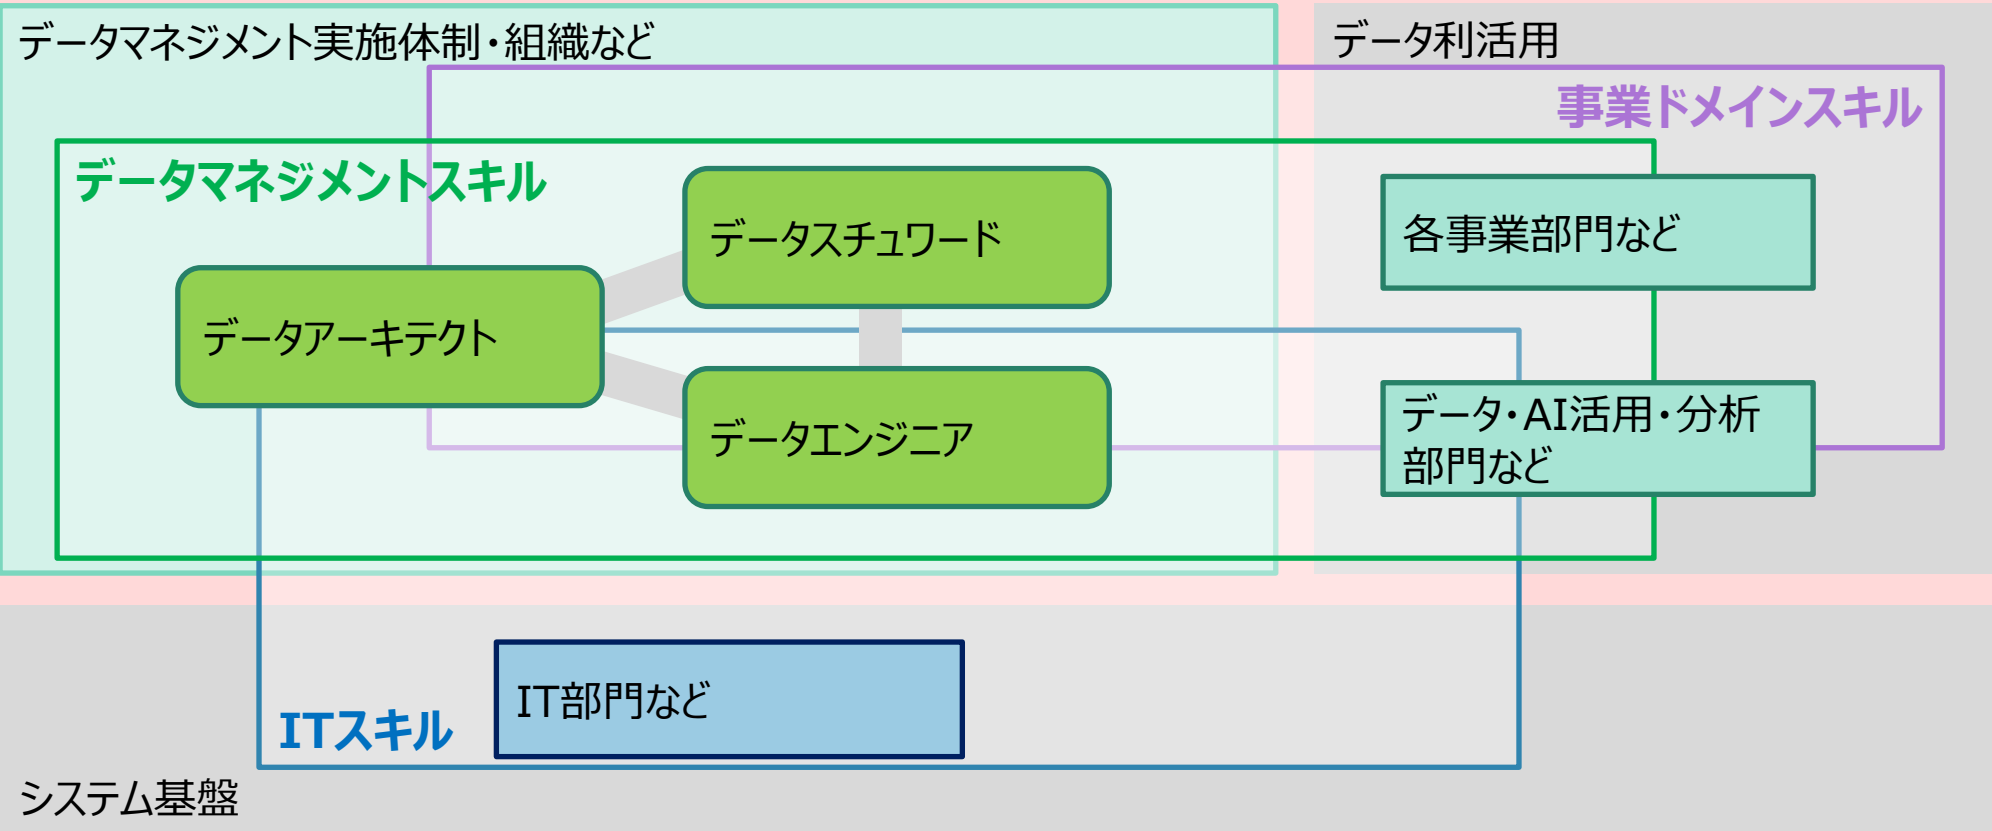 データマネジメント実施体制・組織など
データ利活用
事業ドメインスキル
データマネジメントスキル
データスチュワード
各事業部門など
データアーキテクト
データ・AI活用・分析
部門など
データエンジニア
IT部門など
ITスキル
システム基盤